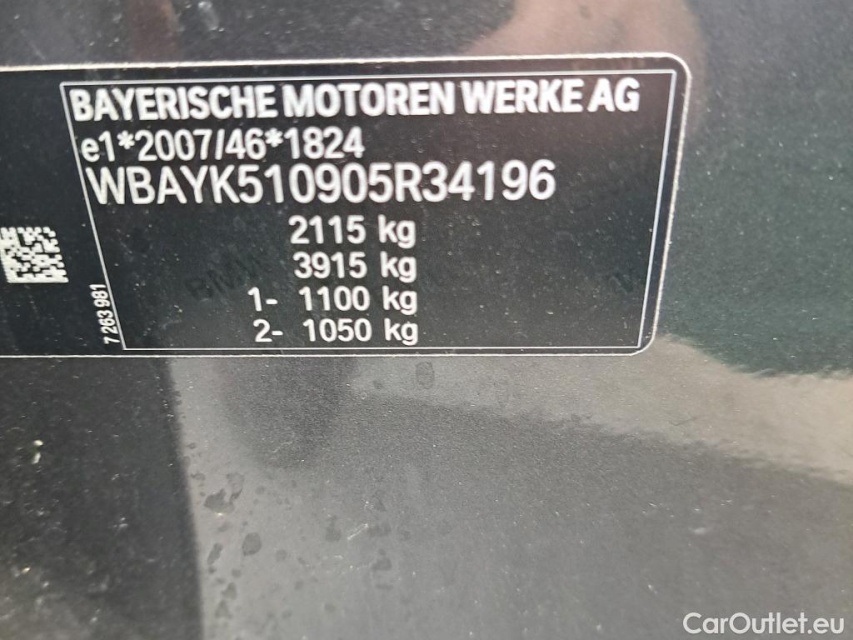 BAYERISCHE MOTOREN WERKE AG
e1*2007/46*1824
WBAYK510905R34196
2115 kg
3915 kg
1- 1100 kg
2- 1050 kg
7 263 981
CarOutlet.eu